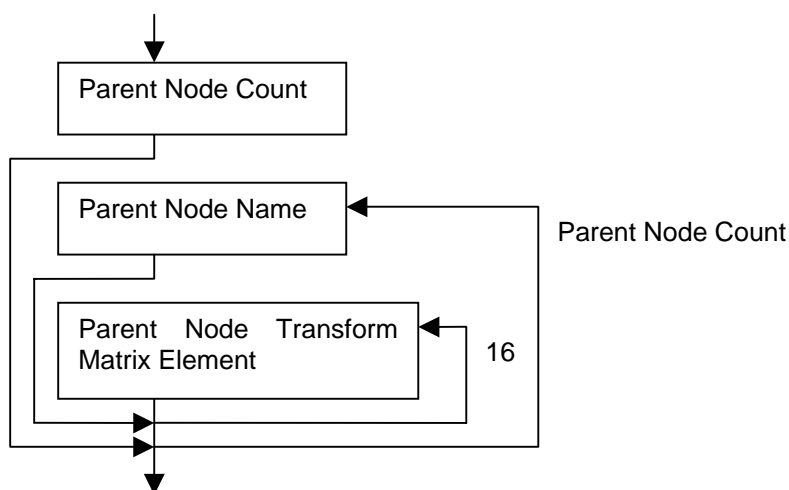 Parent Node Count
Parent Node Name
Parent Node Count
Parent Node Transform
Matrix Element
16